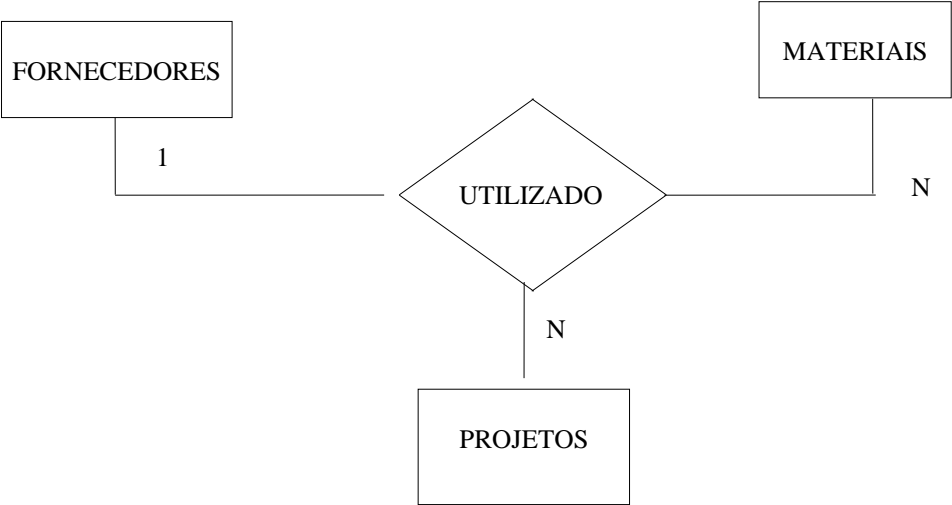 FORNECEDORES
MATERIAIS
1
N
UTILIZADO
N
PROJETOS